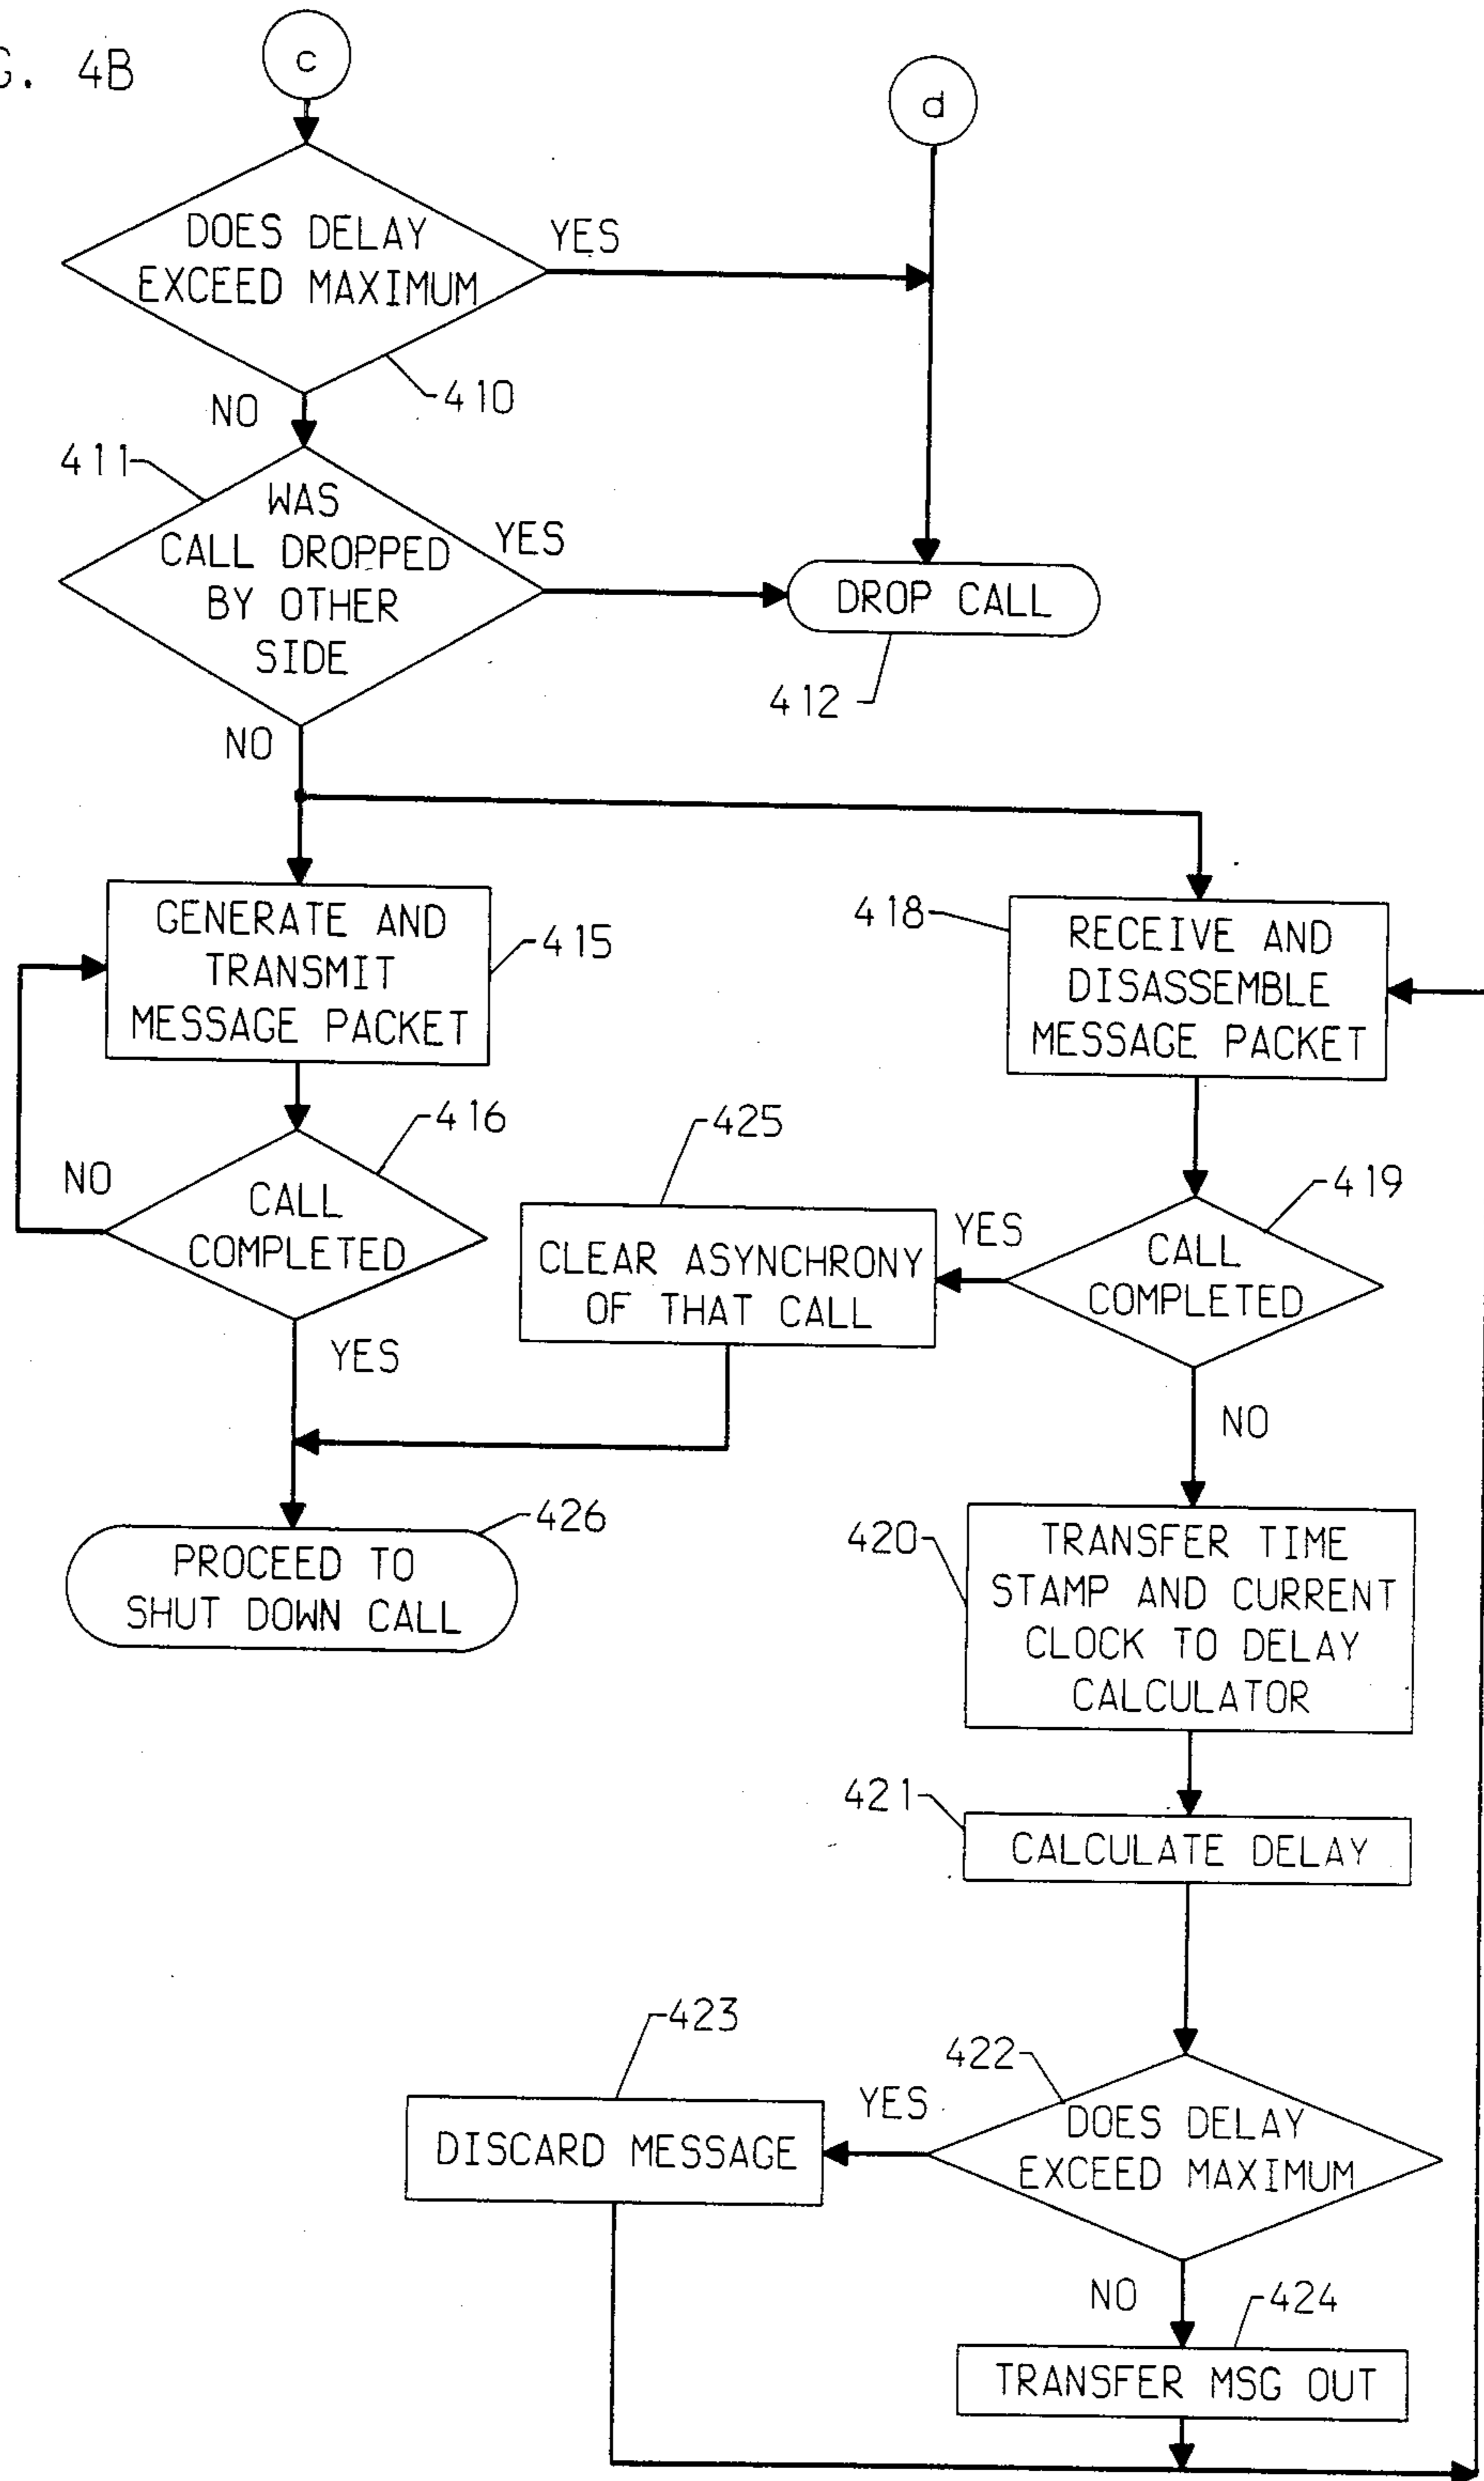 G. 4B
c
d
DOES DELAY
EXCEED MAXIMUM
YES
410
NO
411
WAS
CALL DROPPED
BY OTHER
SIDE
YES
DROP CALL
412
NO
GENERATE AND
TRANSMIT
MESSAGE PACKET
415
418
RECEIVE AND
DISASSEMBLE
MESSAGE PACKET
416
NO
CALL
COMPLETED
YES
425
CLEAR ASYNCHRONY
OF THAT CALL
YES
419
CALL
COMPLETED
NO
426
PROCEED TO
SHUT DOWN CALL
420
TRANSFER TIME
STAMP AND CURRENT
CLOCK TO DELAY
CALCULATOR
421
CALCULATE DELAY
423
DISCARD MESSAGE
YES
422
DOES DELAY
EXCEED MAXIMUM
NO
424
TRANSFER MSG OUT